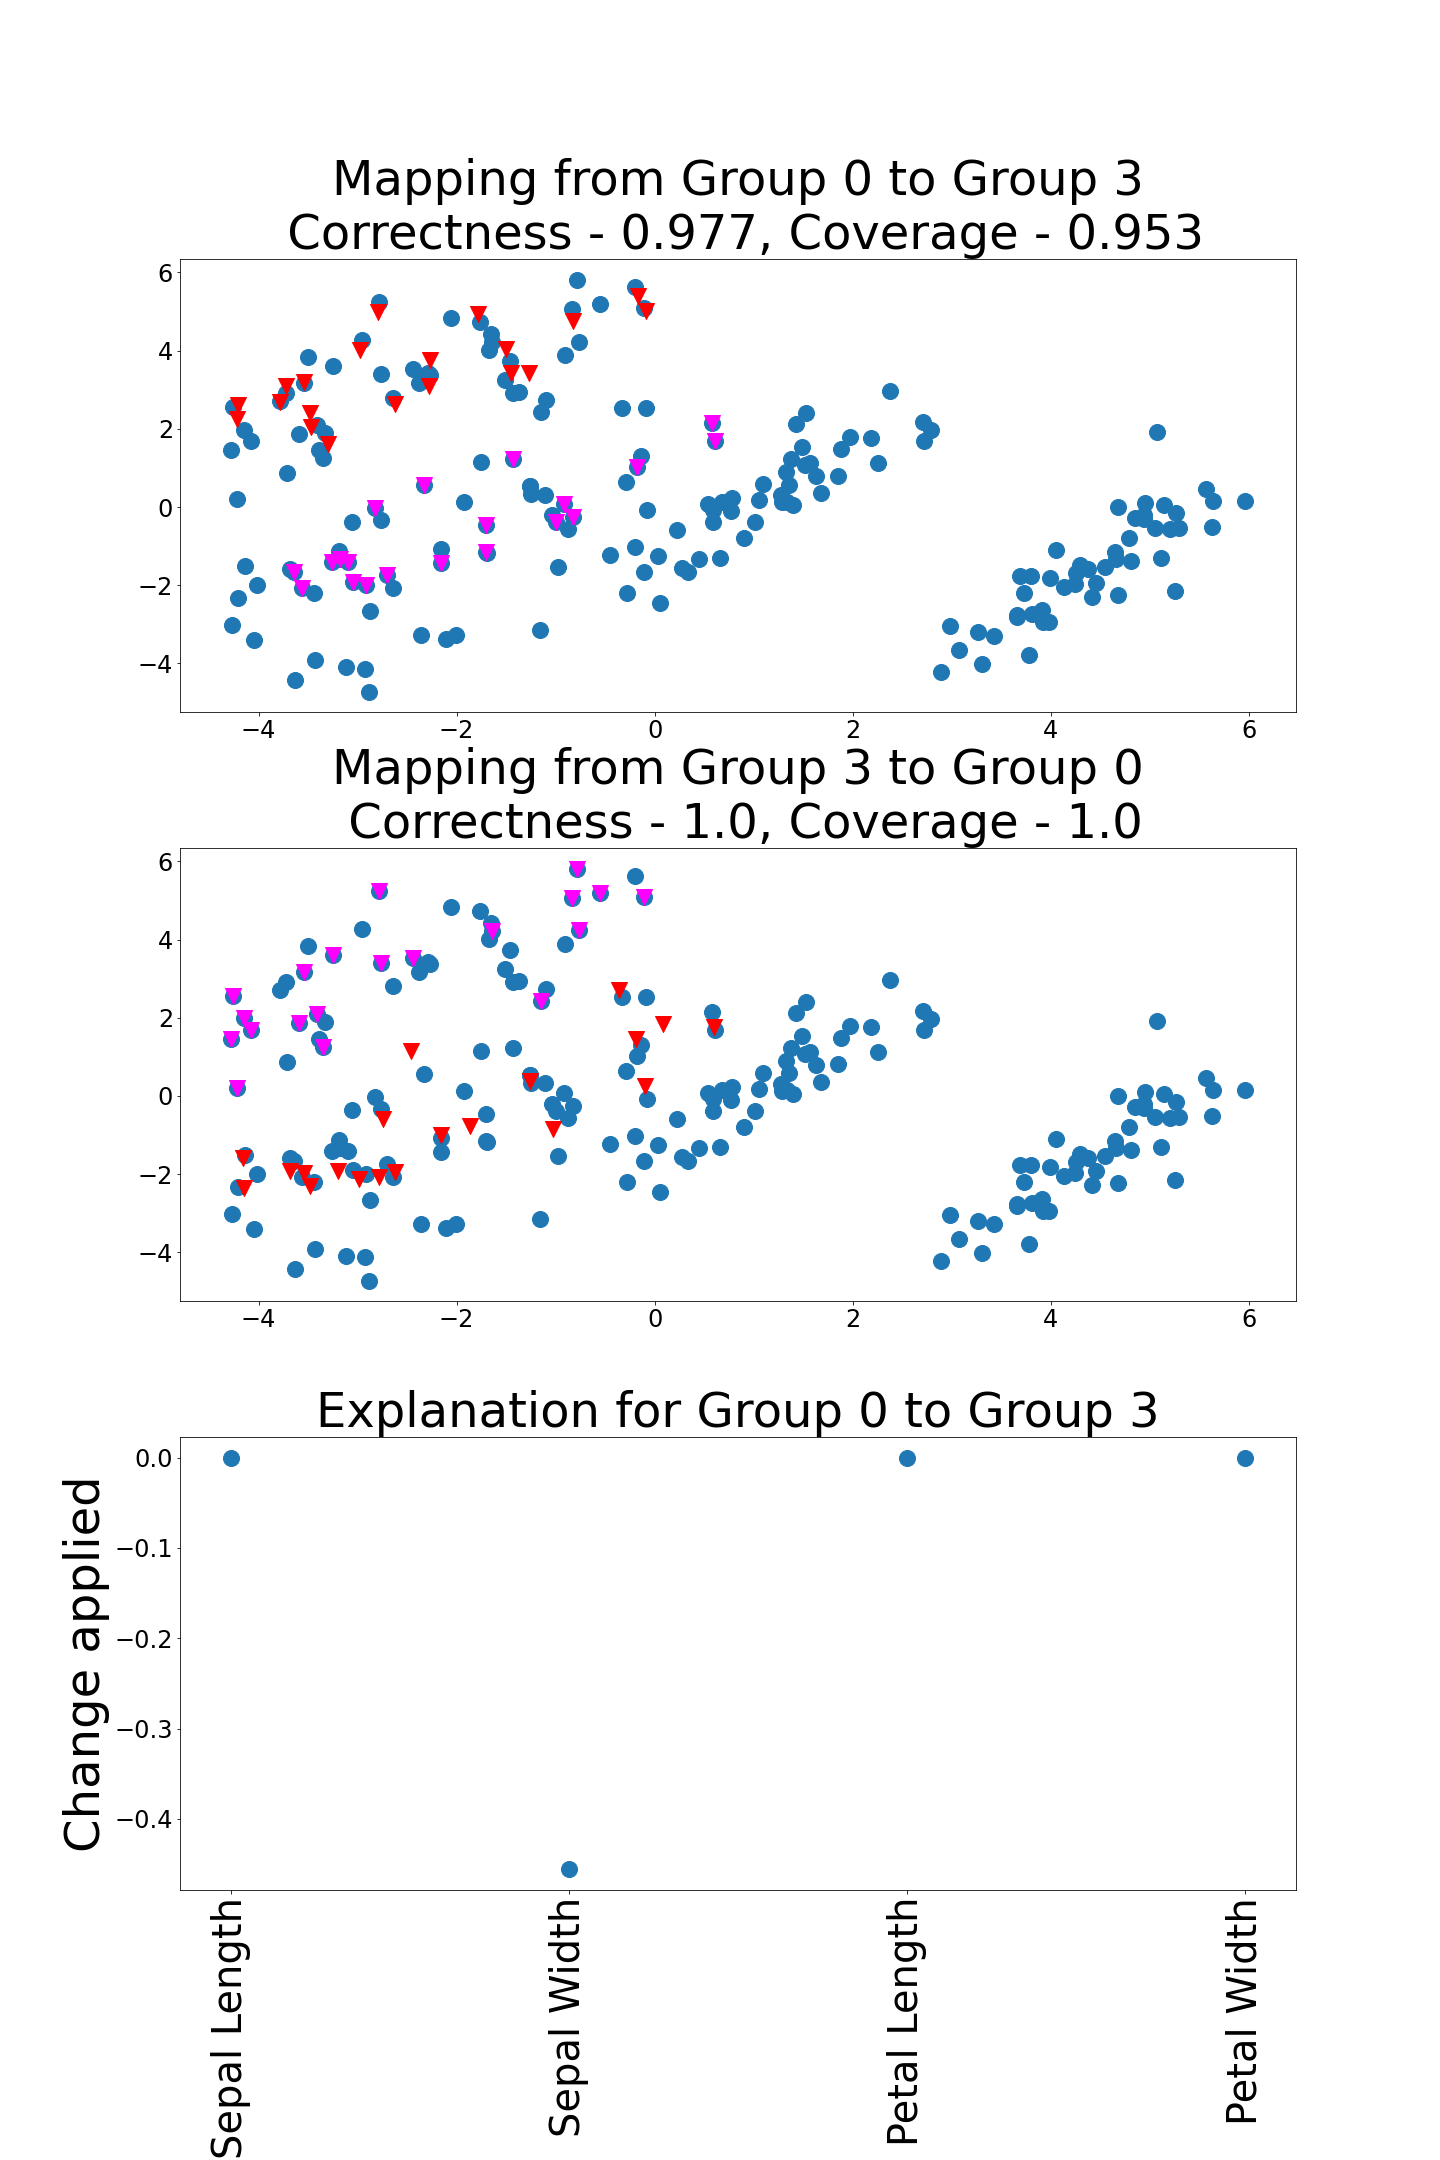 Mapping from Group 0 to Group 3
Correctness - 0.977, Coverage - 0.953
6
4
2
0
−2
−4
−4 −2 0 2 4 6
Mapping from Group 3 to Group 0
Correctness - 1.0, Coverage - 1.0
6
4
2
0
−2
−4
−4 −2 0 2 4 6
Explanation for Group 0 to Group 3
Change applied
0.0
−0.1
−0.2
−0.3
−0.4
Sepal Length
Sepal Width
Petal Length
Petal Width